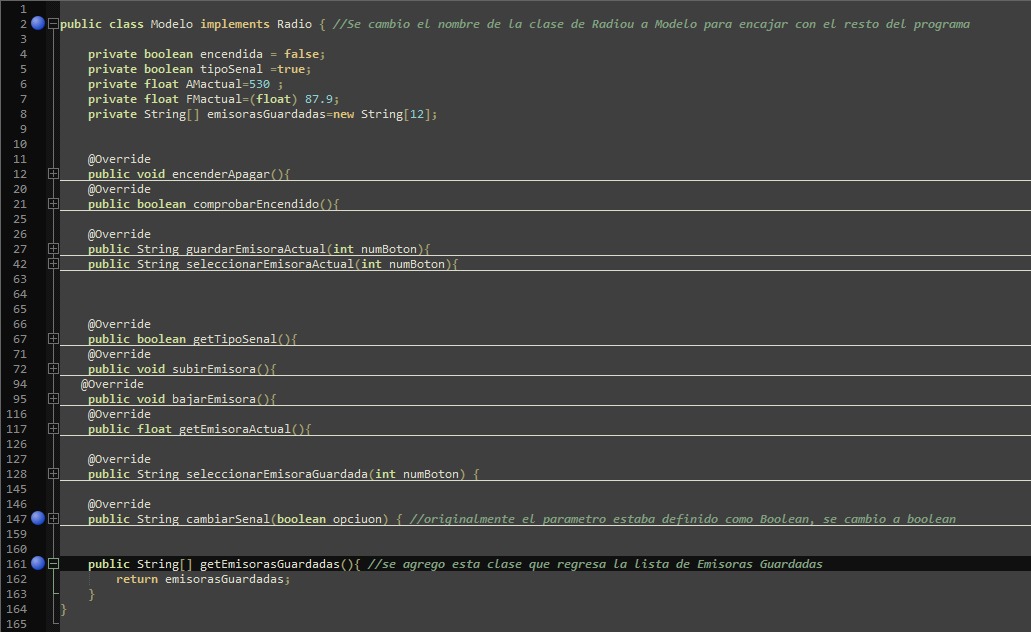 1
2 public class Modelo implements Radio { //Se cambio el nombre de la clase de Radiou a Modelo para encajar con el resto del programa
3
4 private boolean encendida = false;
5 private boolean tipoSenal =true;
6 private float AMactual=530 ;
7 private float FMactual=(float) 87.9;
8 private String[] emisorasGuardadas=new String[12];
9
10
11 @Override
12 public void encenderApagar(){
20 @Override
21 public boolean comprobarEncendido(){
25
26 @Override
27 public String guardarEmisoraActual(int numBoton){
42 public String seleccionarEmisoraActual(int numBoton){
63
64
65
66 @Override
67 public boolean getTipoSenal(){
71 @Override
72 public void subirEmisora(){
94 @Override
95 public void bajarEmisora(){
116 @Override
117 public float getEmisoraActual(){
126
127 @Override
128 public String seleccionarEmisoraGuardada(int numBoton) {
145
146 @Override
147 public String cambiarSenal(boolean opciuon) { //originalmente el parametro estaba definido como Boolean, se cambio a boolean
159
160
161 public String[] getEmisorasGuardadas(){ //se agrego esta clase que regresa la lista de Emisoras Guardadas
162 return emisorasGuardadas;
163 }
164 }
165